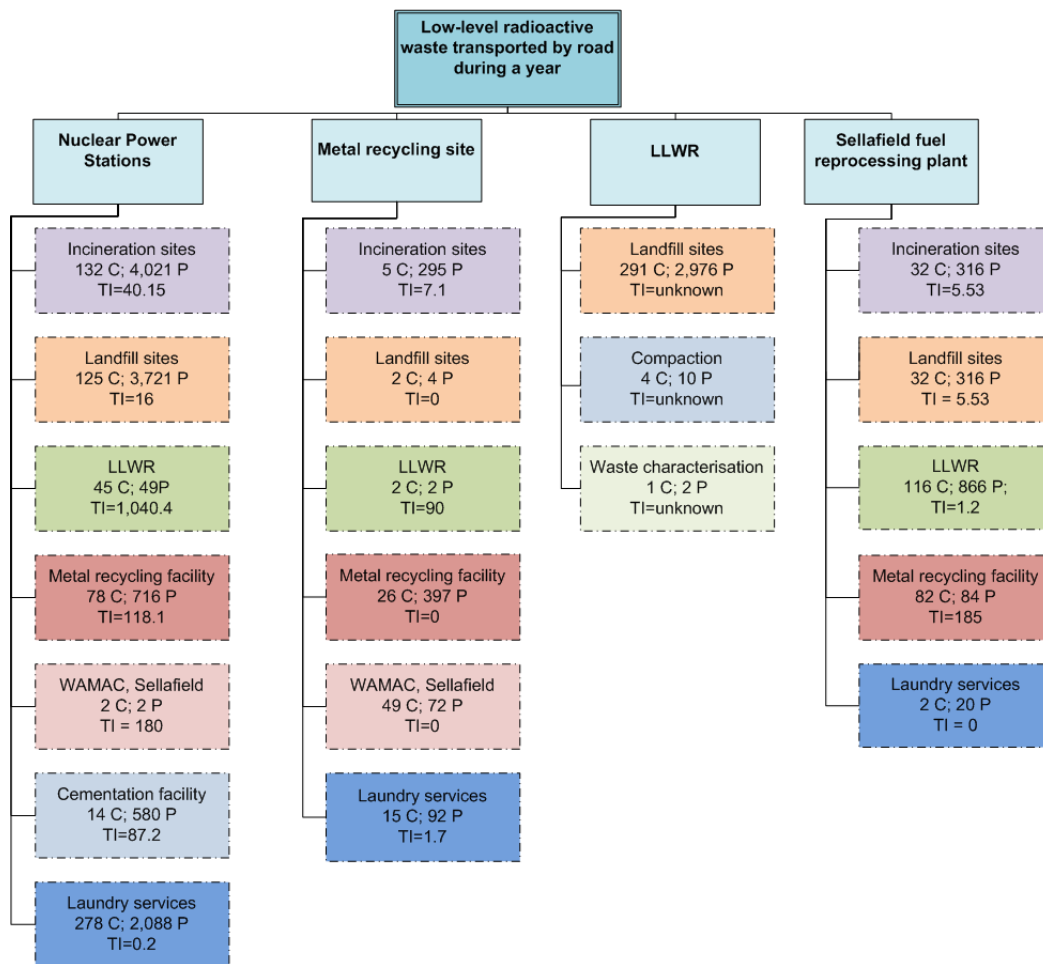 Low-level radioactive
waste transported by road
during a year
Nuclear Power
Stations
Incineration sites
132 C; 4,021 P
TI=40.15
Landfill sites
125 C; 3,721 P
TI=16
LLWR
45 C; 49P
TI=1,040.4
Metal recycling facility
78 C; 716 P
TI=118.1
WAMAC, Sellafield
2 C; 2 P
TI = 180
Cementation facility
14 C; 580 P
TI=87.2
Laundry services
278 C; 2,088 P
TI=0.2
Metal recycling site
Incineration sites
5 C; 295 P
TI=7.1
Landfill sites
2 C; 4 P
TI=0
LLWR
2 C; 2 P
TI=90
Metal recycling facility
26 C; 397 P
TI=0
WAMAC, Sellafield
49 C; 72 P
TI=0
Laundry services
15 C; 92 P
TI=1.7
LLWR
Landfill sites
291 C; 2,976 P
TI=unknown
Compaction
4 C; 10 P
TI=unknown
Waste characterisation
1 C; 2 P
TI=unknown
Sellafield fuel
reprocessing plant
Incineration sites
32 C; 316 P
TI=5.53
Landfill sites
32 C; 316 P
TI = 5.53
LLWR
116 C; 866 P;
TI=1.2
Metal recycling facility
82 C; 84 P
TI=185
Laundry services
2 C; 20 P
TI = 0